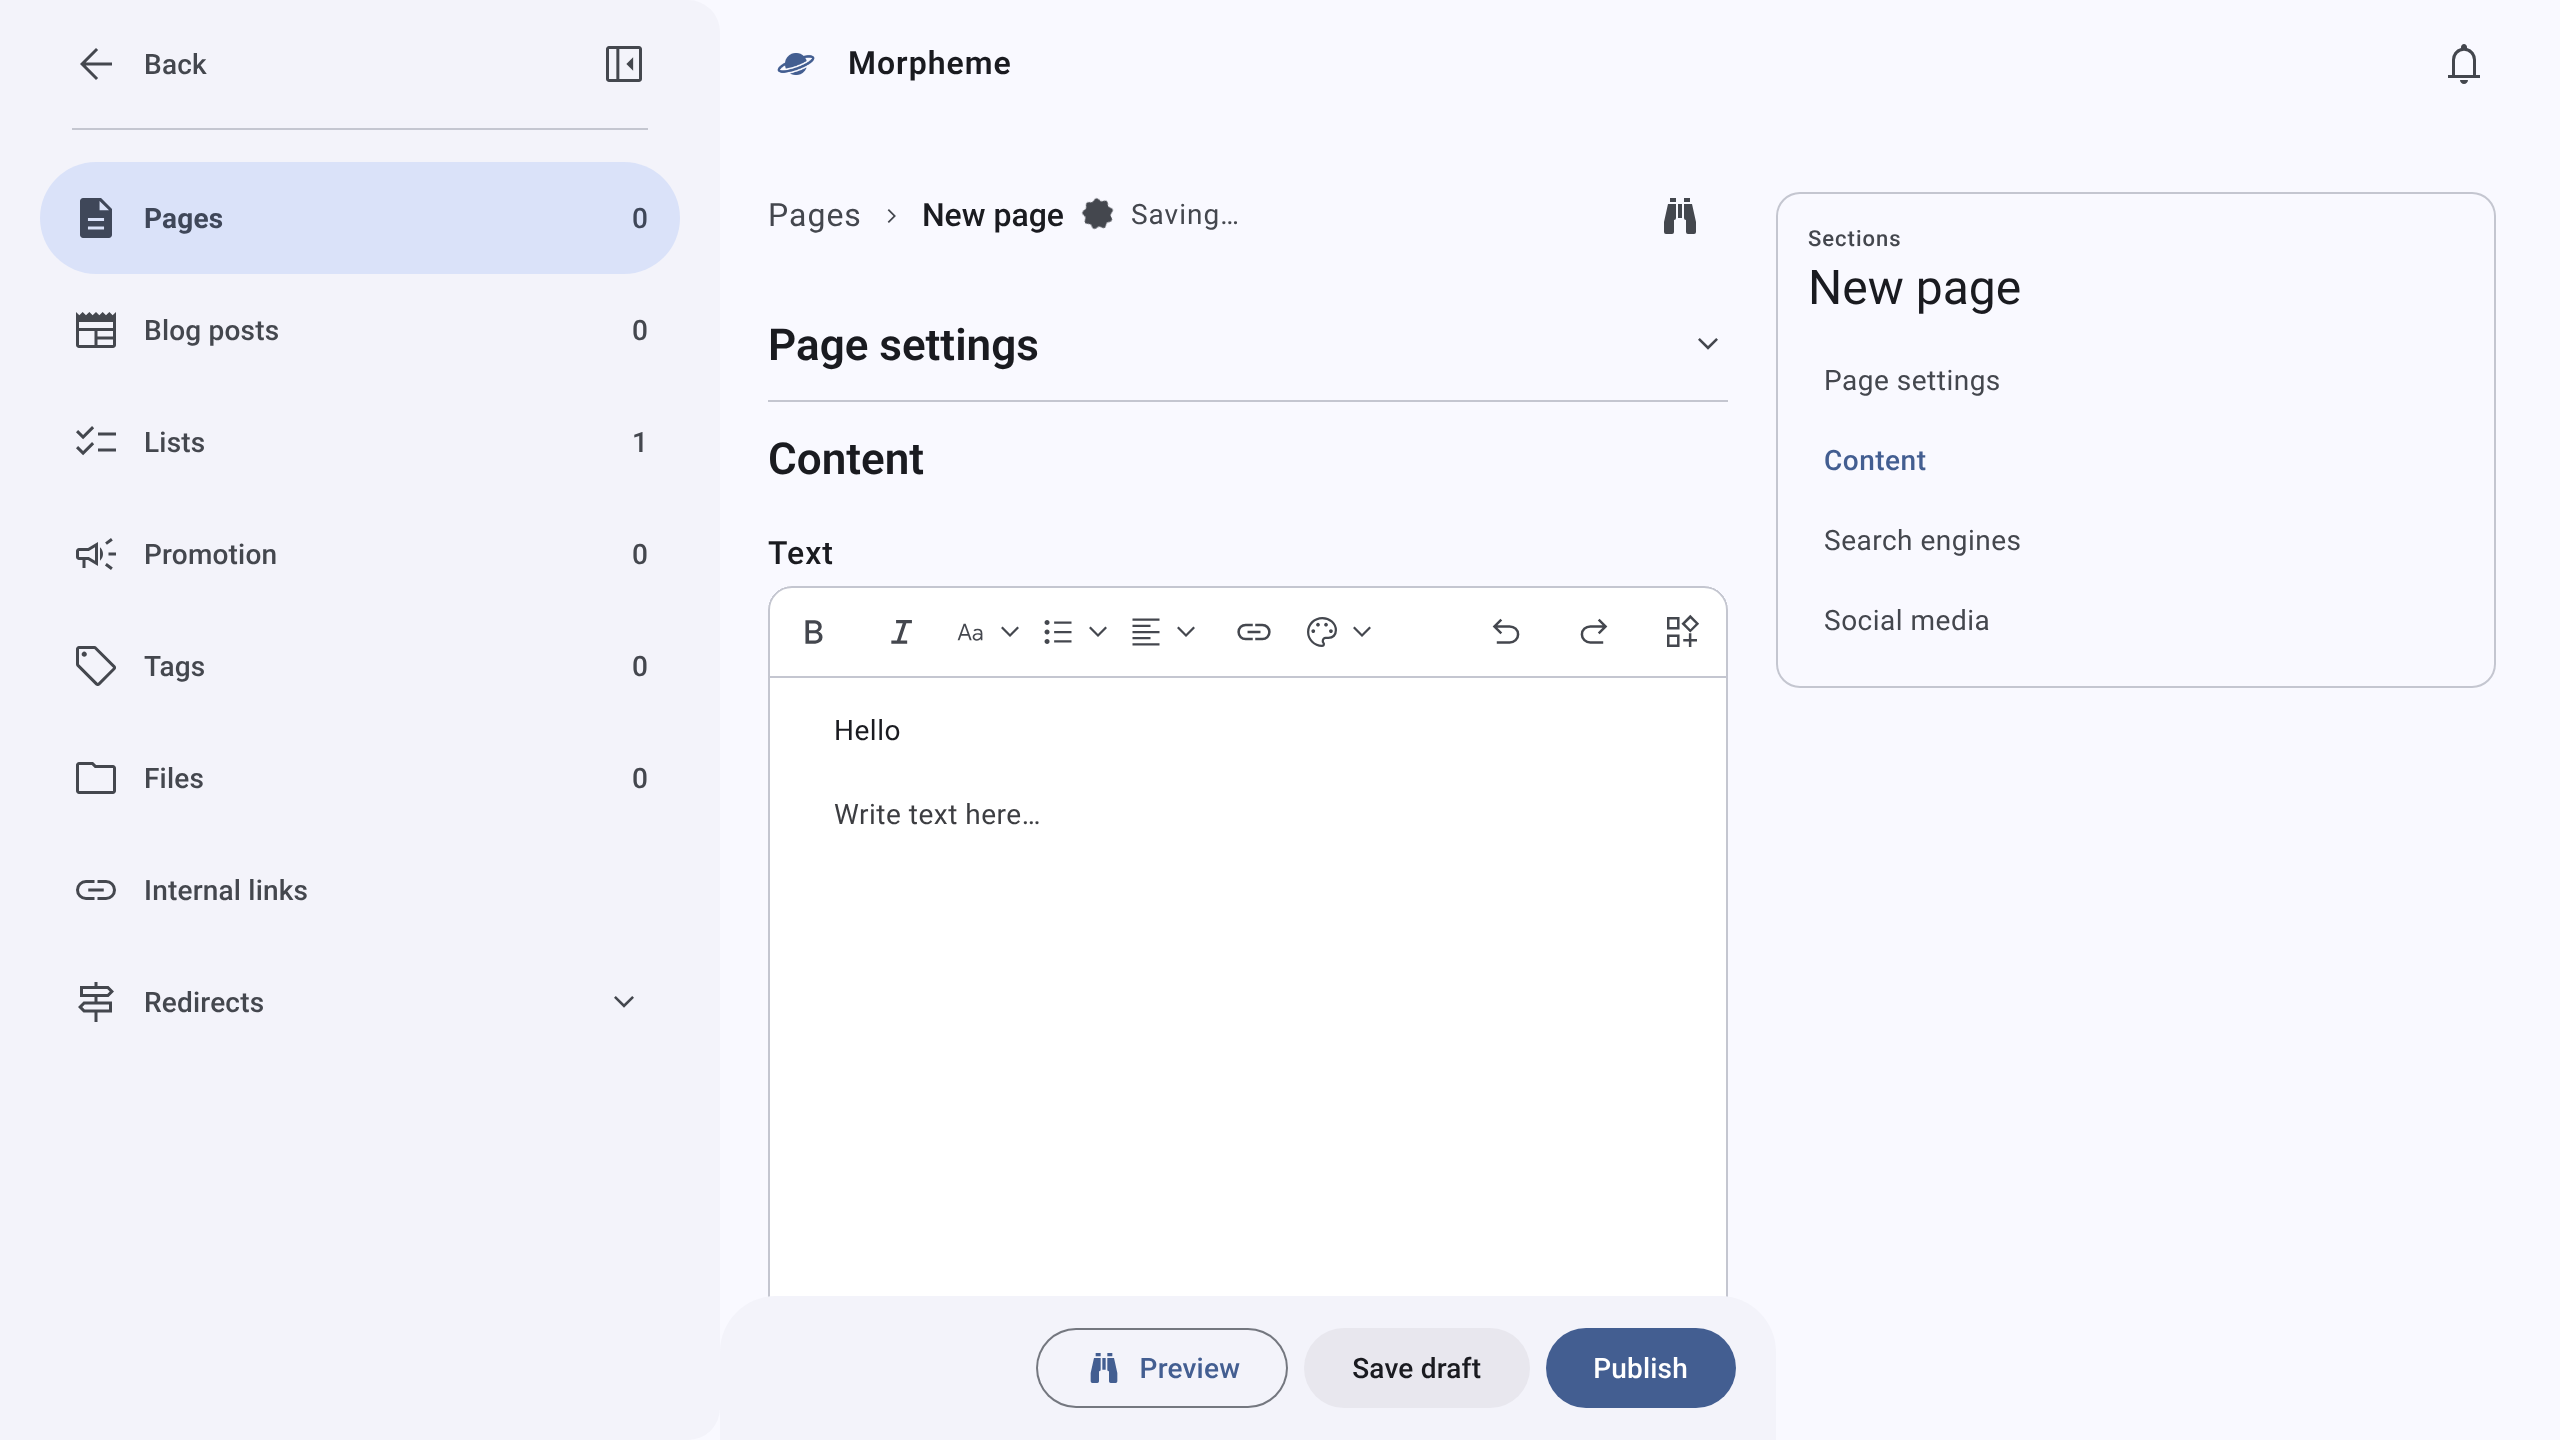 Back
Pages 0
Blog posts 0
Lists 1
Promotion 0
Tags 0
Files 0
Internal links
Redirects
Morpheme
Pages > New page Saving...
Page settings
Content
Text
B I Aa
Hello
Write text here...
Preview Save draft Publish
Sections
New page
Page settings
Content
Search engines
Social media